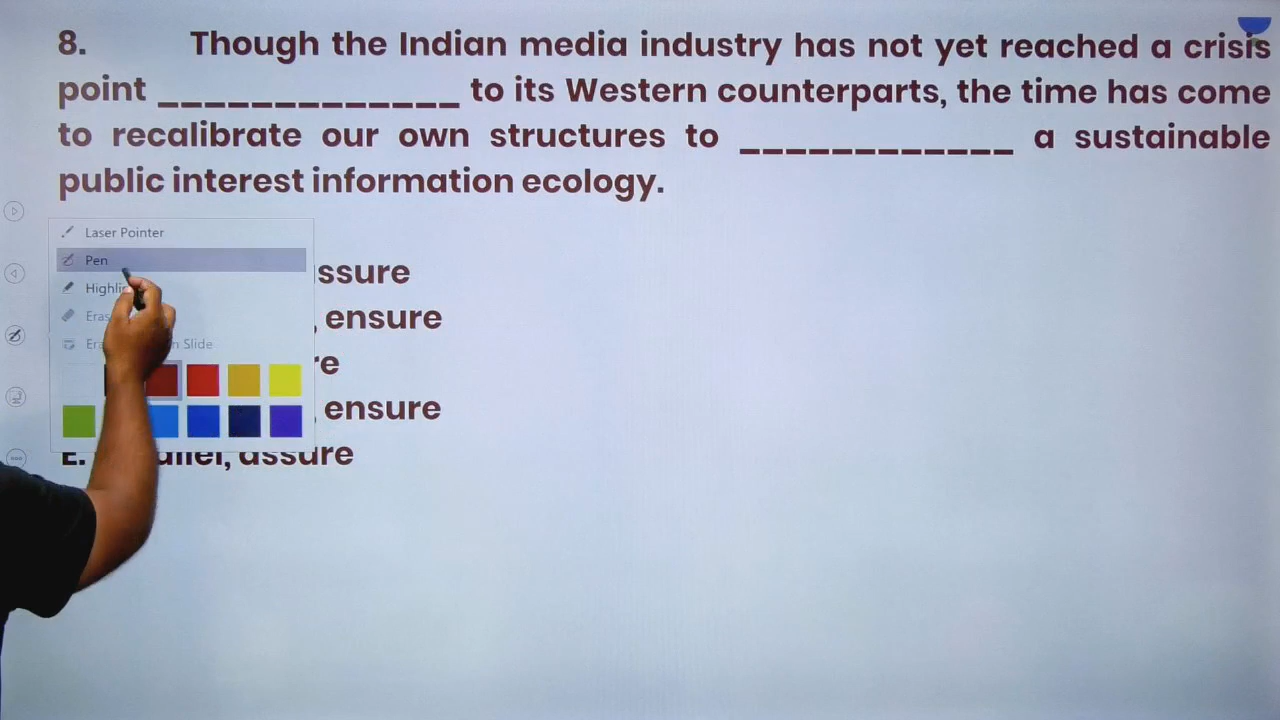 8. Though the Indian media industry has not yet reached a crisis
point _____________ to its Western counterparts, the time has come
to recalibrate our own structures to ____________ a sustainable
public interest information ecology.
Laser Pointer
Pen
ssure
, ensure
re
, ensure
E. assure
Slide